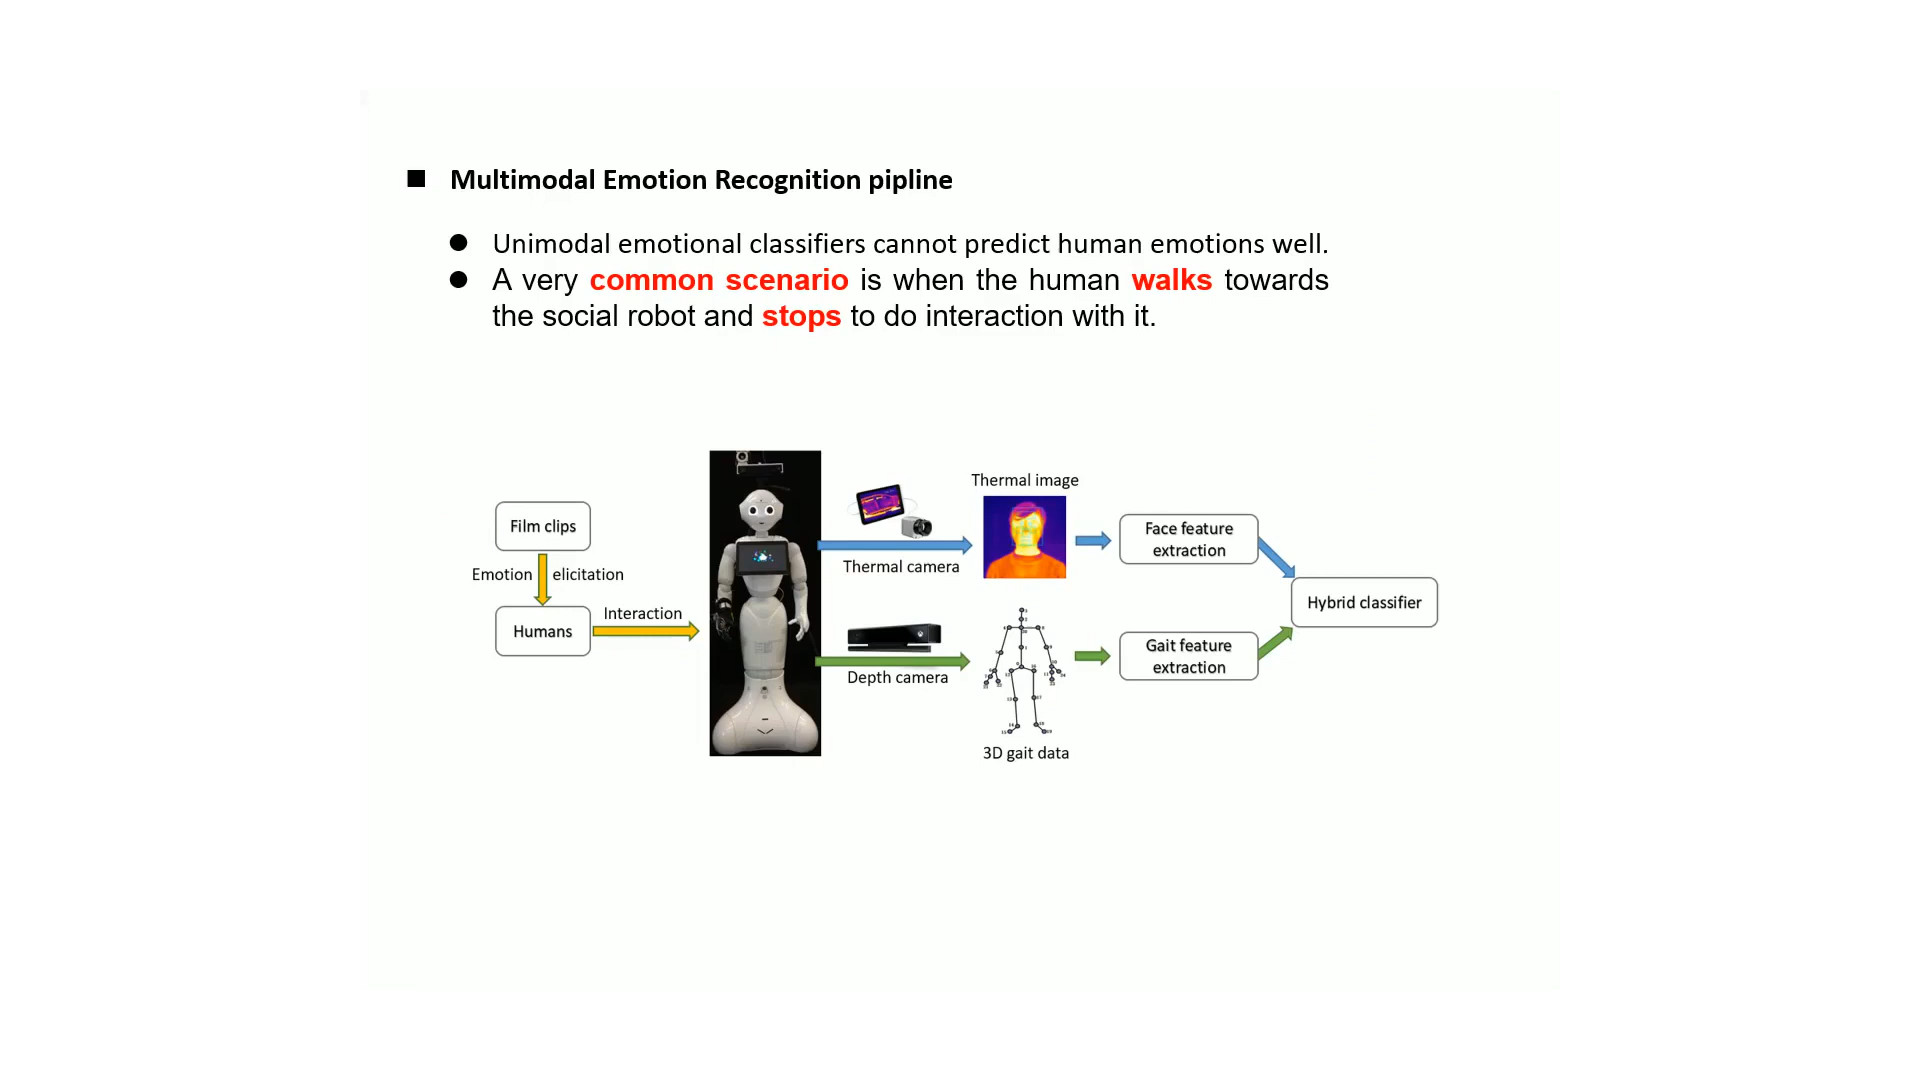 Multimodal Emotion Recognition pipline
Unimodal emotional classifiers cannot predict human emotions well.
A very common scenario is when the human walks towards
the social robot and stops to do interaction with it.
Film clips
Emotion elicitation
Humans
Interaction
Thermal camera
Depth camera
Thermal image
3D gait data
Face feature
extraction
Gait feature
extraction
Hybrid classifier